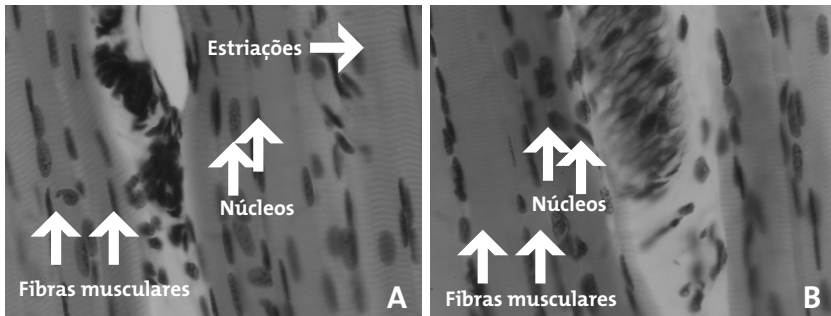 Estriações
Núcleos
Fibras musculares
A
Núcleos
Fibras musculares
B